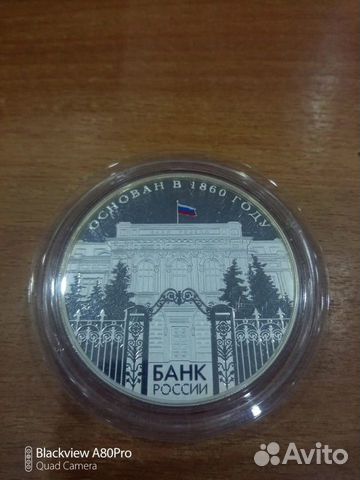 ОСНОВАН В 1860 ГОДУ
БАНК
РОССИИ
Blackview A80Pro
Quad Camera
Avito